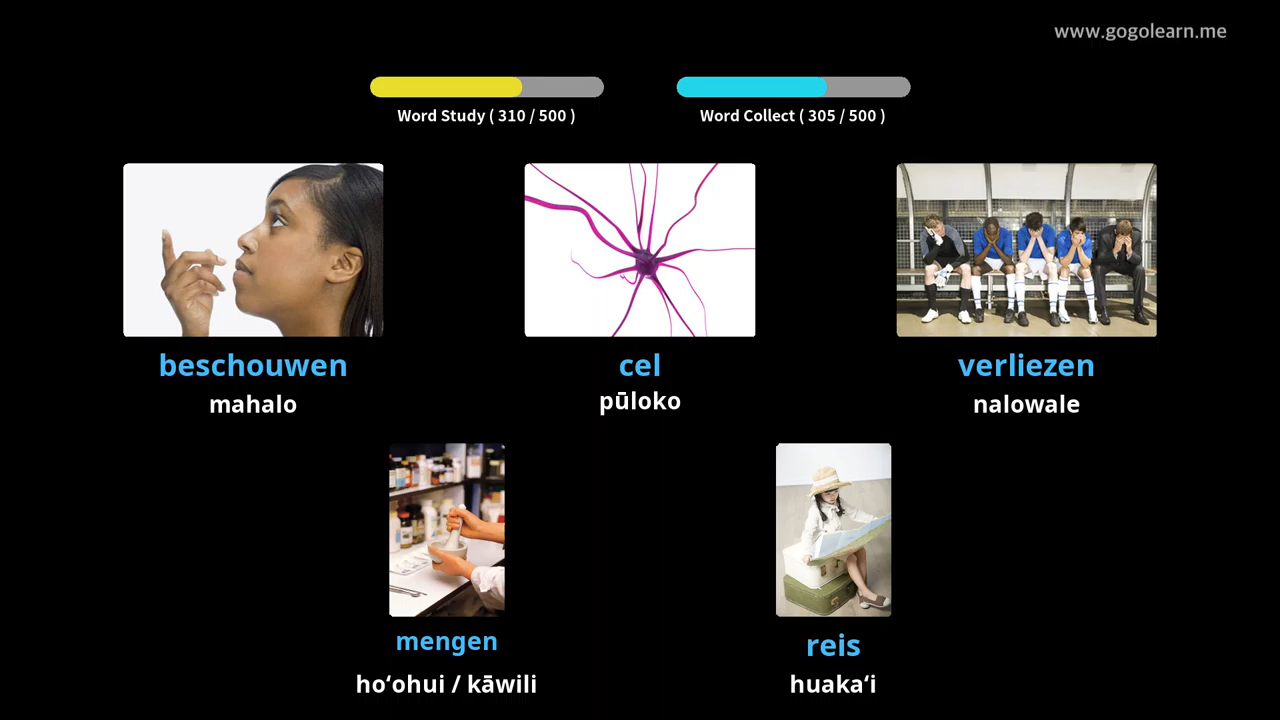 www.gogolearn.me
Word Study ( 310 / 500 )
Word Collect ( 305 / 500 )
beschouwen
mahalo
cel
pūloko
verliezen
nalowale
mengen
hoʻohui / kāwili
reis
huakaʻi